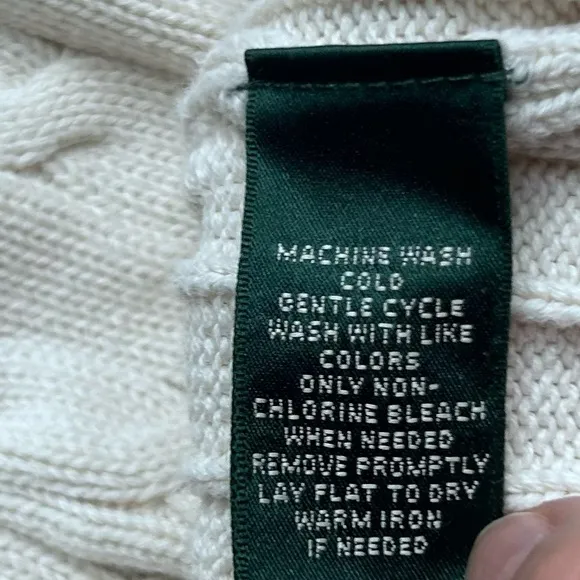 MACHINE WASH
COLD
GENTLE CYCLE
WASH WITH LIKE
COLORS
ONLY NON-
CHLORINE BLEACH
WHEN NEEDED
REMOVE PROMPTLY
LAY FLAT TO DRY
WARM IRON
IF NEEDED